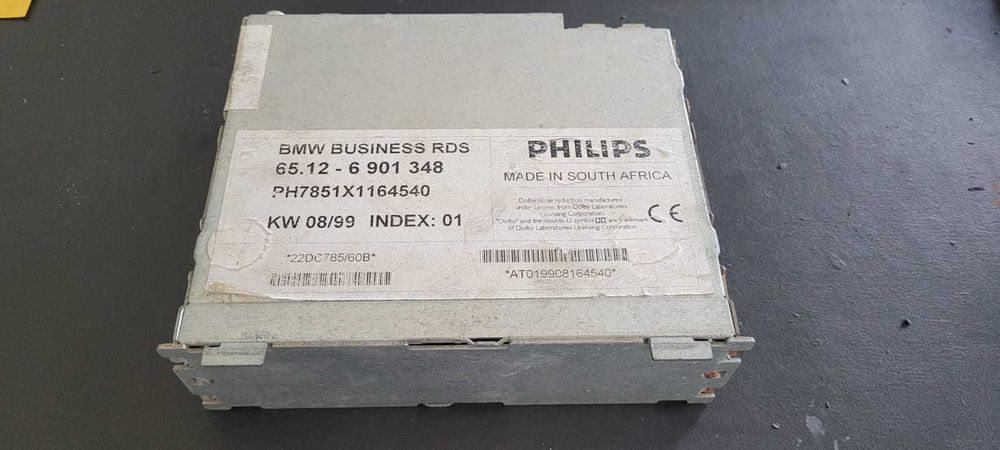 BMW BUSINESS RDS
65.12 - 6 901 348
PH7851X1164540
KW 08/99 INDEX: 01
*22DC785/60B*
PHILIPS
MADE IN SOUTH AFRICA
Dolby noise reduction manufactured
under license from Dolby Laboratories
Licensing Corporation.
"Dolby" and the double-D symbol are trademark
of Dolby Laboratories Licensing Corporation.
CE
*AT019908164540*